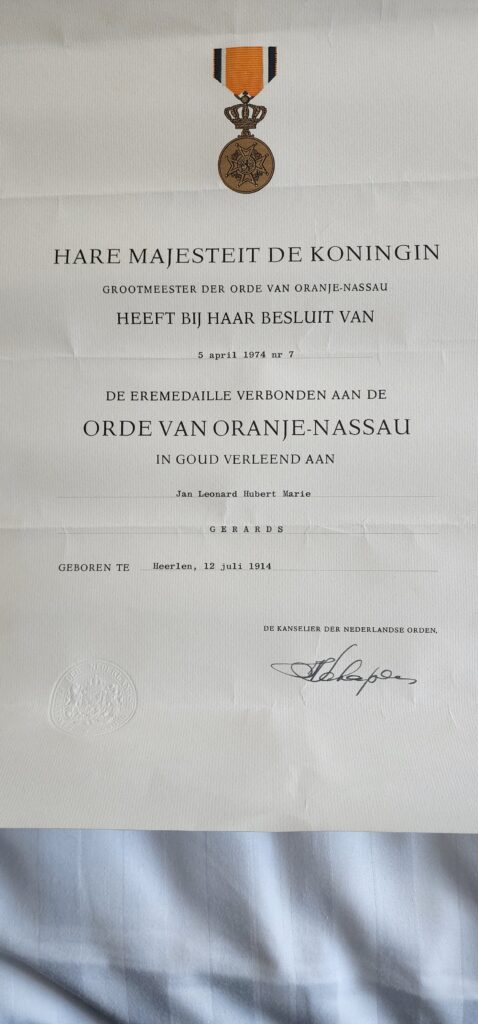 HARE MAJESTEIT DE KONINGIN
GROOTMEESTER DER ORDE VAN ORANJE-NASSAU
HEEFT BIJ HAAR BESLUIT VAN
5 april 1974 nr 7
DE EREMEDAILLE VERBONDEN AAN DE
ORDE VAN ORANJE-NASSAU
IN GOUD VERLEEND AAN
Jan Leonard Hubert Marie
GERARDS
GEBOREN TE Heerlen, 12 juli 1914
DE KANSELIER DER NEDERLANDSE ORDEN,